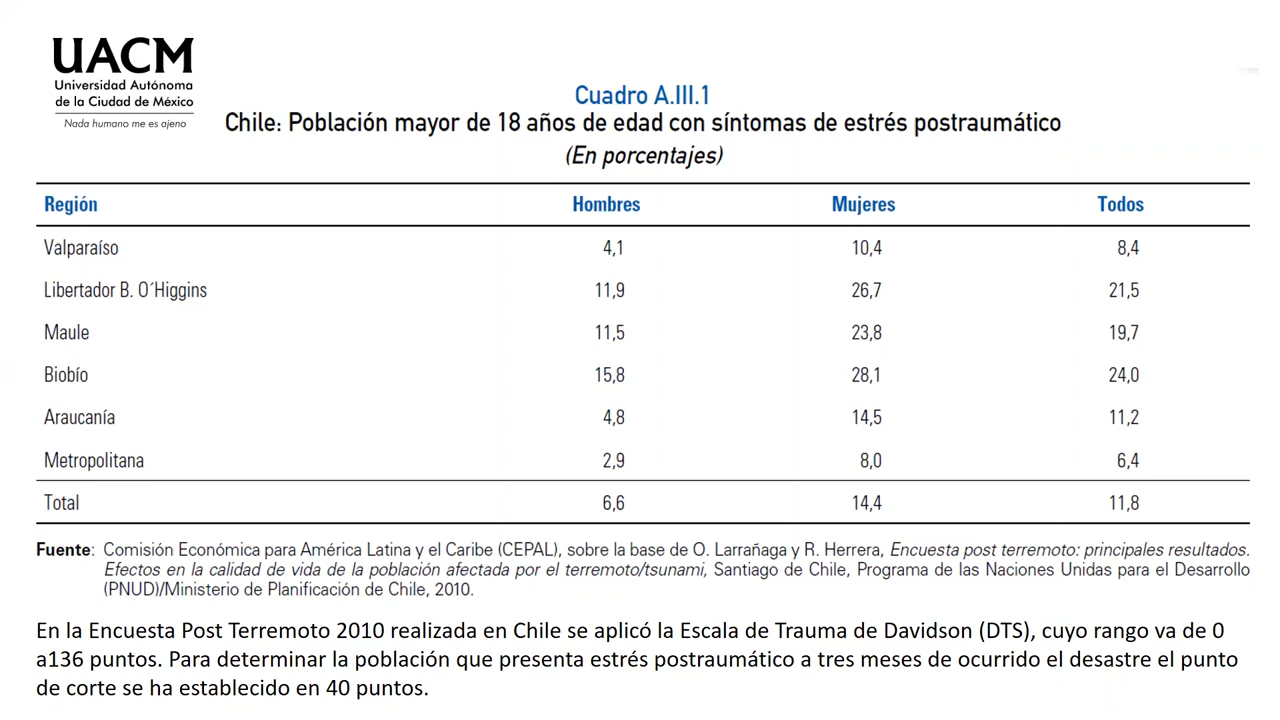 UACM
Universidad Autónoma
de la Ciudad de México
Nada humano me es ajeno
Cuadro A.III.1
Chile: Población mayor de 18 años de edad con síntomas de estrés postraumático
(En porcentajes)
Región Hombres Mujeres Todos
Valparaíso 4,1 10,4 8,4
Libertador B. O´Higgins 11,9 26,7 21,5
Maule 11,5 23,8 19,7
Biobío 15,8 28,1 24,0
Araucanía 4,8 14,5 11,2
Metropolitana 2,9 8,0 6,4
Total 6,6 14,4 11,8
Fuente: Comisión Económica para América Latina y el Caribe (CEPAL), sobre la base de O. Larrañaga y R. Herrera, Encuesta post terremoto: principales resultados.
Efectos en la calidad de vida de la población afectada por el terremoto/tsunami, Santiago de Chile, Programa de las Naciones Unidas para el Desarrollo
(PNUD)/Ministerio de Planificación de Chile, 2010.
En la Encuesta Post Terremoto 2010 realizada en Chile se aplicó la Escala de Trauma de Davidson (DTS), cuyo rango va de 0
a136 puntos. Para determinar la población que presenta estrés postraumático a tres meses de ocurrido el desastre el punto
de corte se ha establecido en 40 puntos.